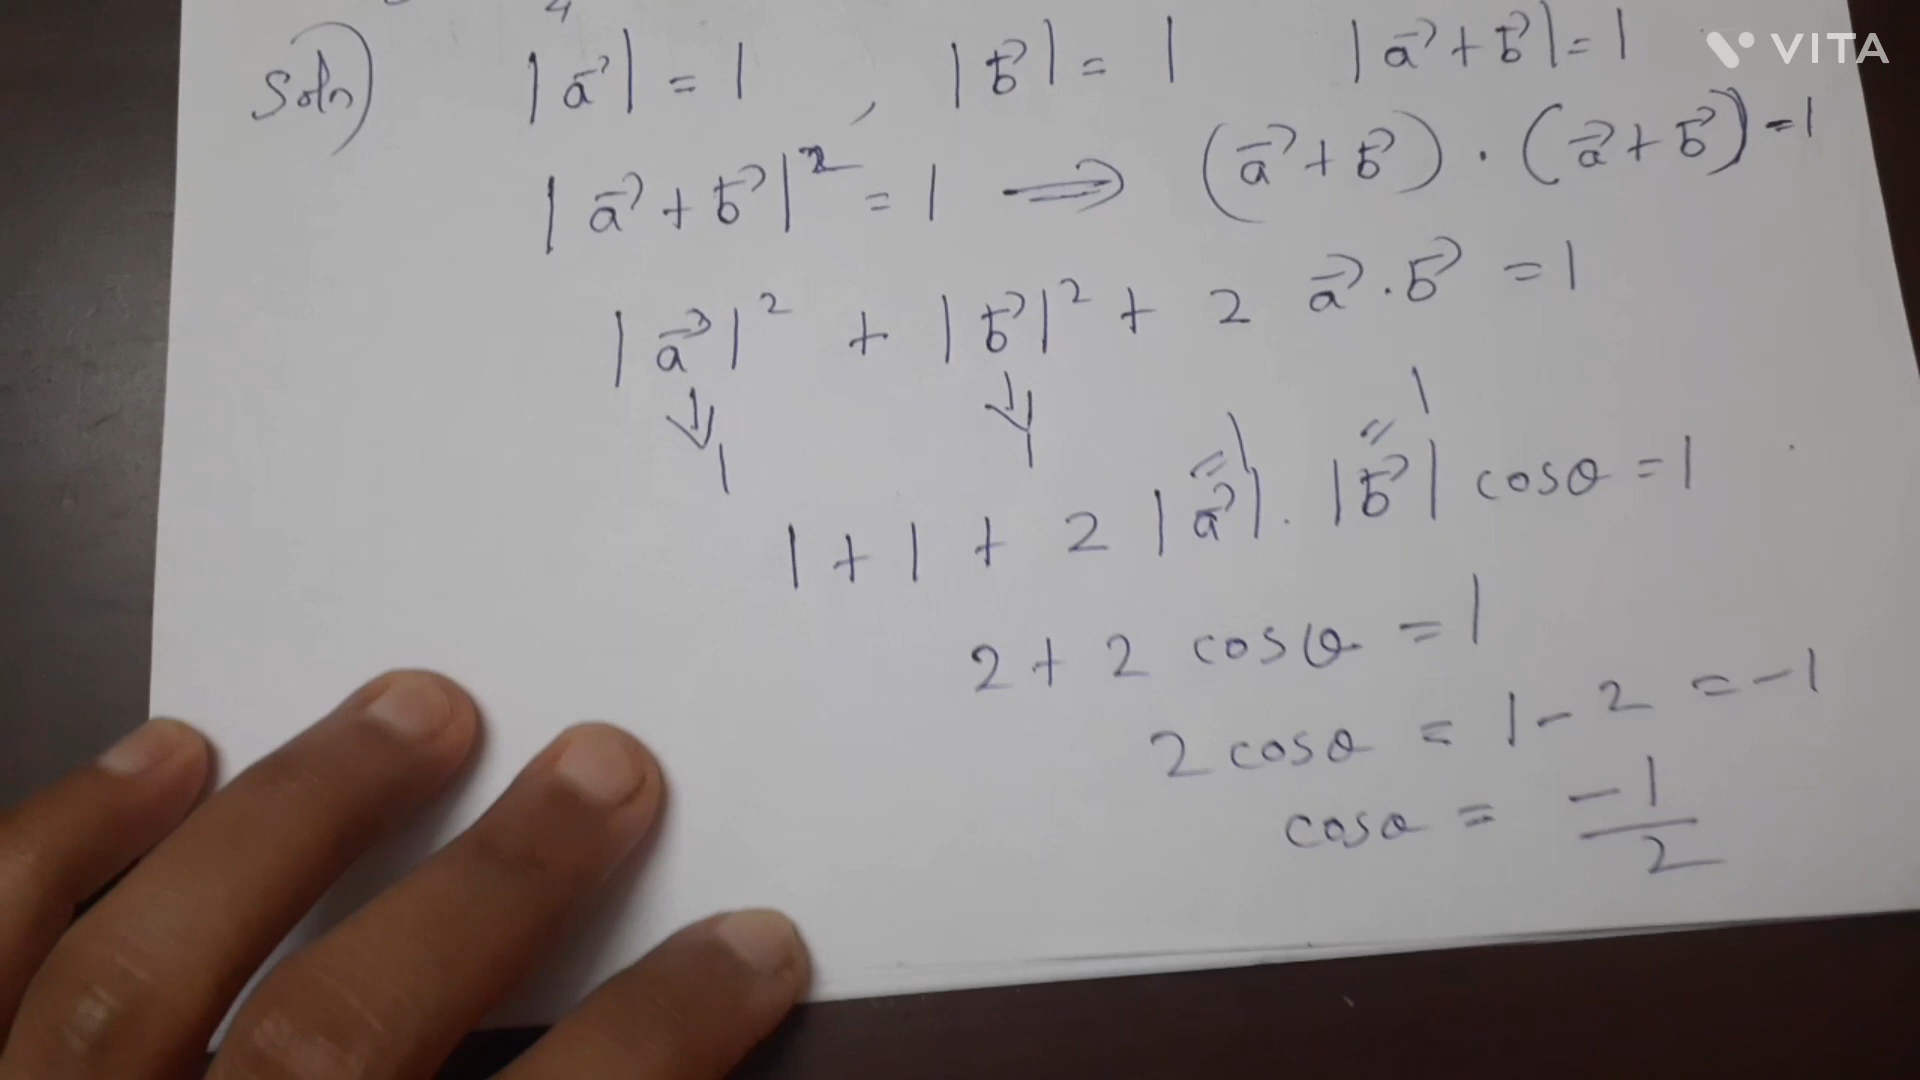 Soln) |a⃗| = 1 , |b⃗| = 1 |a⃗ + b⃗| = 1
|a⃗ + b⃗|² = 1 ⟹ (a⃗ + b⃗) · (a⃗ + b⃗) = 1
|a⃗|² + |b⃗|² + 2 a⃗ · b⃗ = 1
⇓ 1 ⇓ 1 = 1 = 1
1 + 1 + 2 |a⃗| . |b⃗| cosθ = 1
2 + 2 cosθ = 1
2 cosθ = 1 - 2 = -1
cosθ = -1/2
VITA